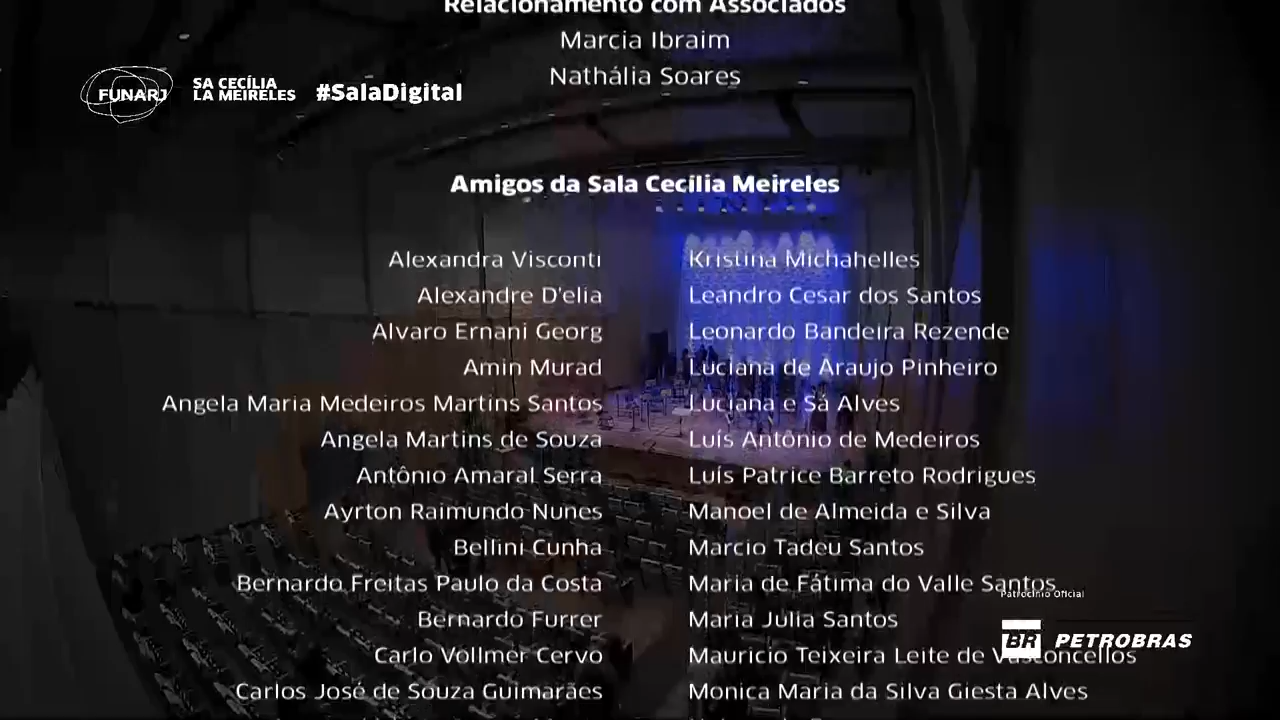 Relacionamento com Associados
Marcia Ibraim
Nathália Soares
FUNARJ
SA CECÍLIA
LA MEIRELES
#SalaDigital
Amigos da Sala Cecília Meireles
Alexandra Visconti
Alexandre D'elia
Alvaro Ernani Georg
Amin Murad
Angela Maria Medeiros Martins Santos
Angela Martins de Souza
Antônio Amaral Serra
Ayrton Raimundo Nunes
Bellini Cunha
Bernardo Freitas Paulo da Costa
Bernardo Furrer
Carlo Vollmer Cervo
Carlos José de Souza Guimarães
Kristina Michahelles
Leandro Cesar dos Santos
Leonardo Bandeira Rezende
Luciana de Araujo Pinheiro
Luciana e Sá Alves
Luís Antônio de Medeiros
Luís Patrice Barreto Rodrigues
Manoel de Almeida e Silva
Marcio Tadeu Santos
Maria de Fátima do Valle Santos
Maria Julia Santos
Mauricio Teixeira Leite de Vasconcellos
Monica Maria da Silva Giesta Alves
Patrocínio Oficial
BR PETROBRAS